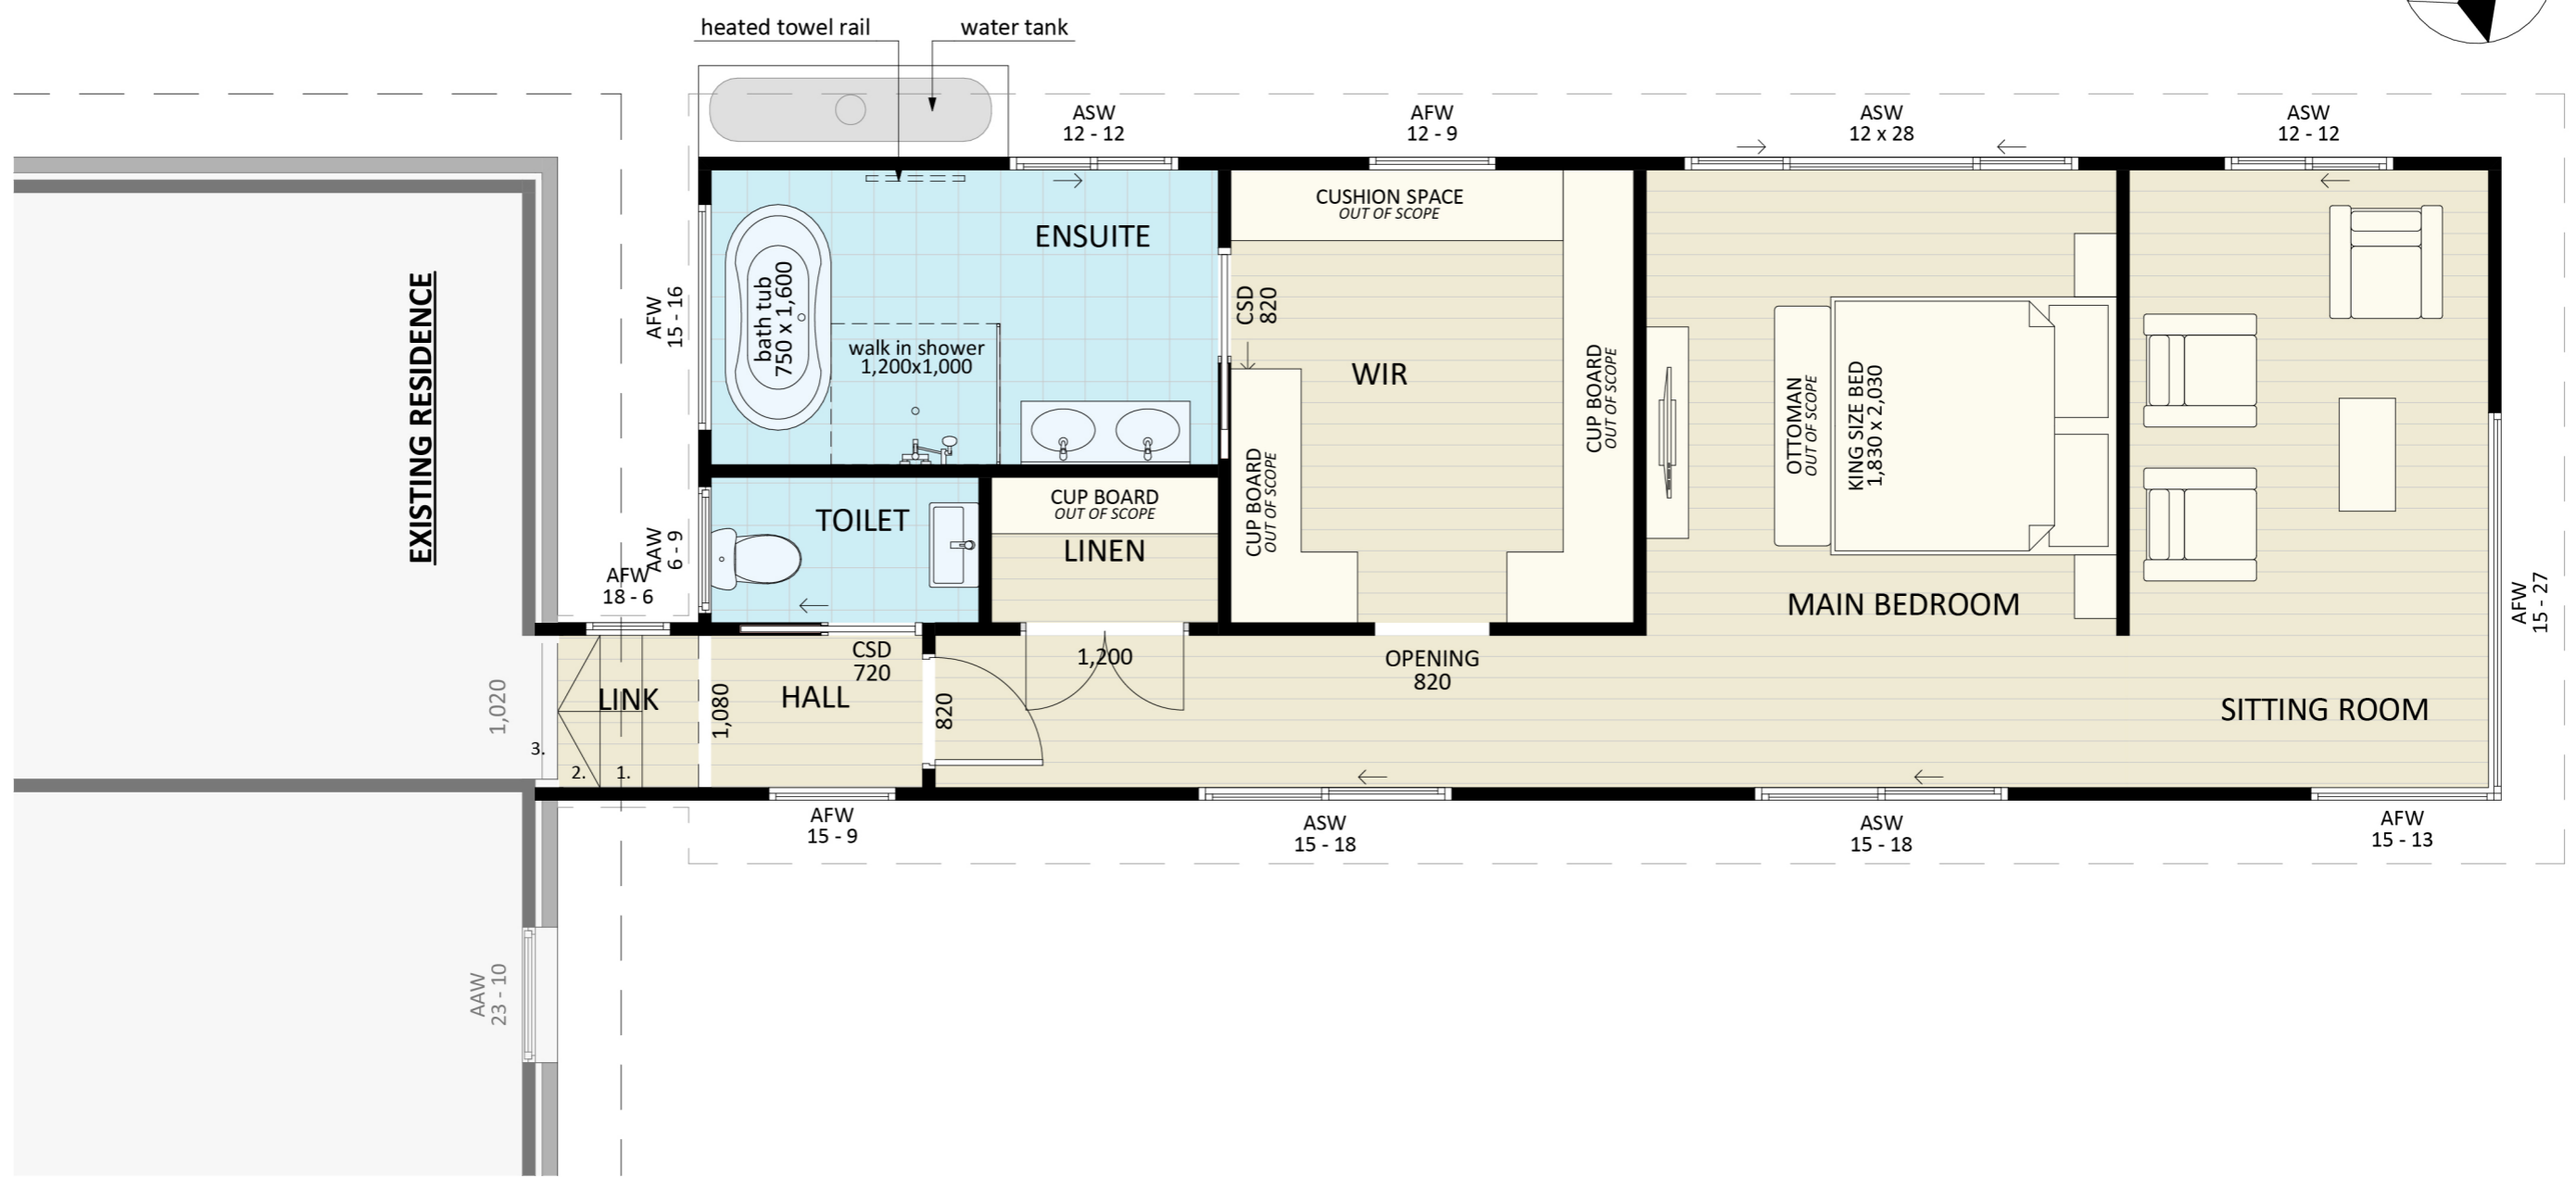 heated towel rail
water tank
ASW
12 - 12
AFW
12 - 9
ASW
12 x 28
ASW
12 - 12
CUSHION SPACE
OUT OF SCOPE
ENSUITE
EXISTING RESIDENCE
AFW
15 - 16
bath tub
750 x 1,600
walk in shower
1,200x1,000
CSD
820
WIR
CUP BOARD
OUT OF SCOPE
OTTOMAN
OUT OF SCOPE
KING SIZE BED
1,830 x 2,030
CUP BOARD
OUT OF SCOPE
TOILET
CUP BOARD
OUT OF SCOPE
LINEN
AAW
6 - 9
AFW
18 - 6
MAIN BEDROOM
AFW
15 - 27
CSD
720
1,200
OPENING
820
1,020
LINK
1,080
HALL
820
SITTING ROOM
3.
2.
1.
AFW
15 - 9
ASW
15 - 18
ASW
15 - 18
AFW
15 - 13
AAW
23 - 10